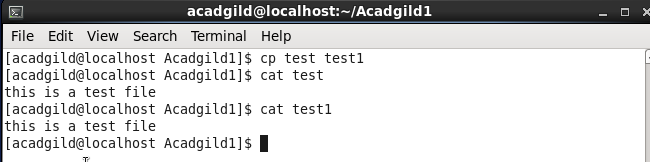 acadgild@localhost:~/Acadgild1
File Edit View Search Terminal Help
[acadgild@localhost Acadgild1]$ cp test test1
[acadgild@localhost Acadgild1]$ cat test
this is a test file
[acadgild@localhost Acadgild1]$ cat test1
this is a test file
[acadgild@localhost Acadgild1]$